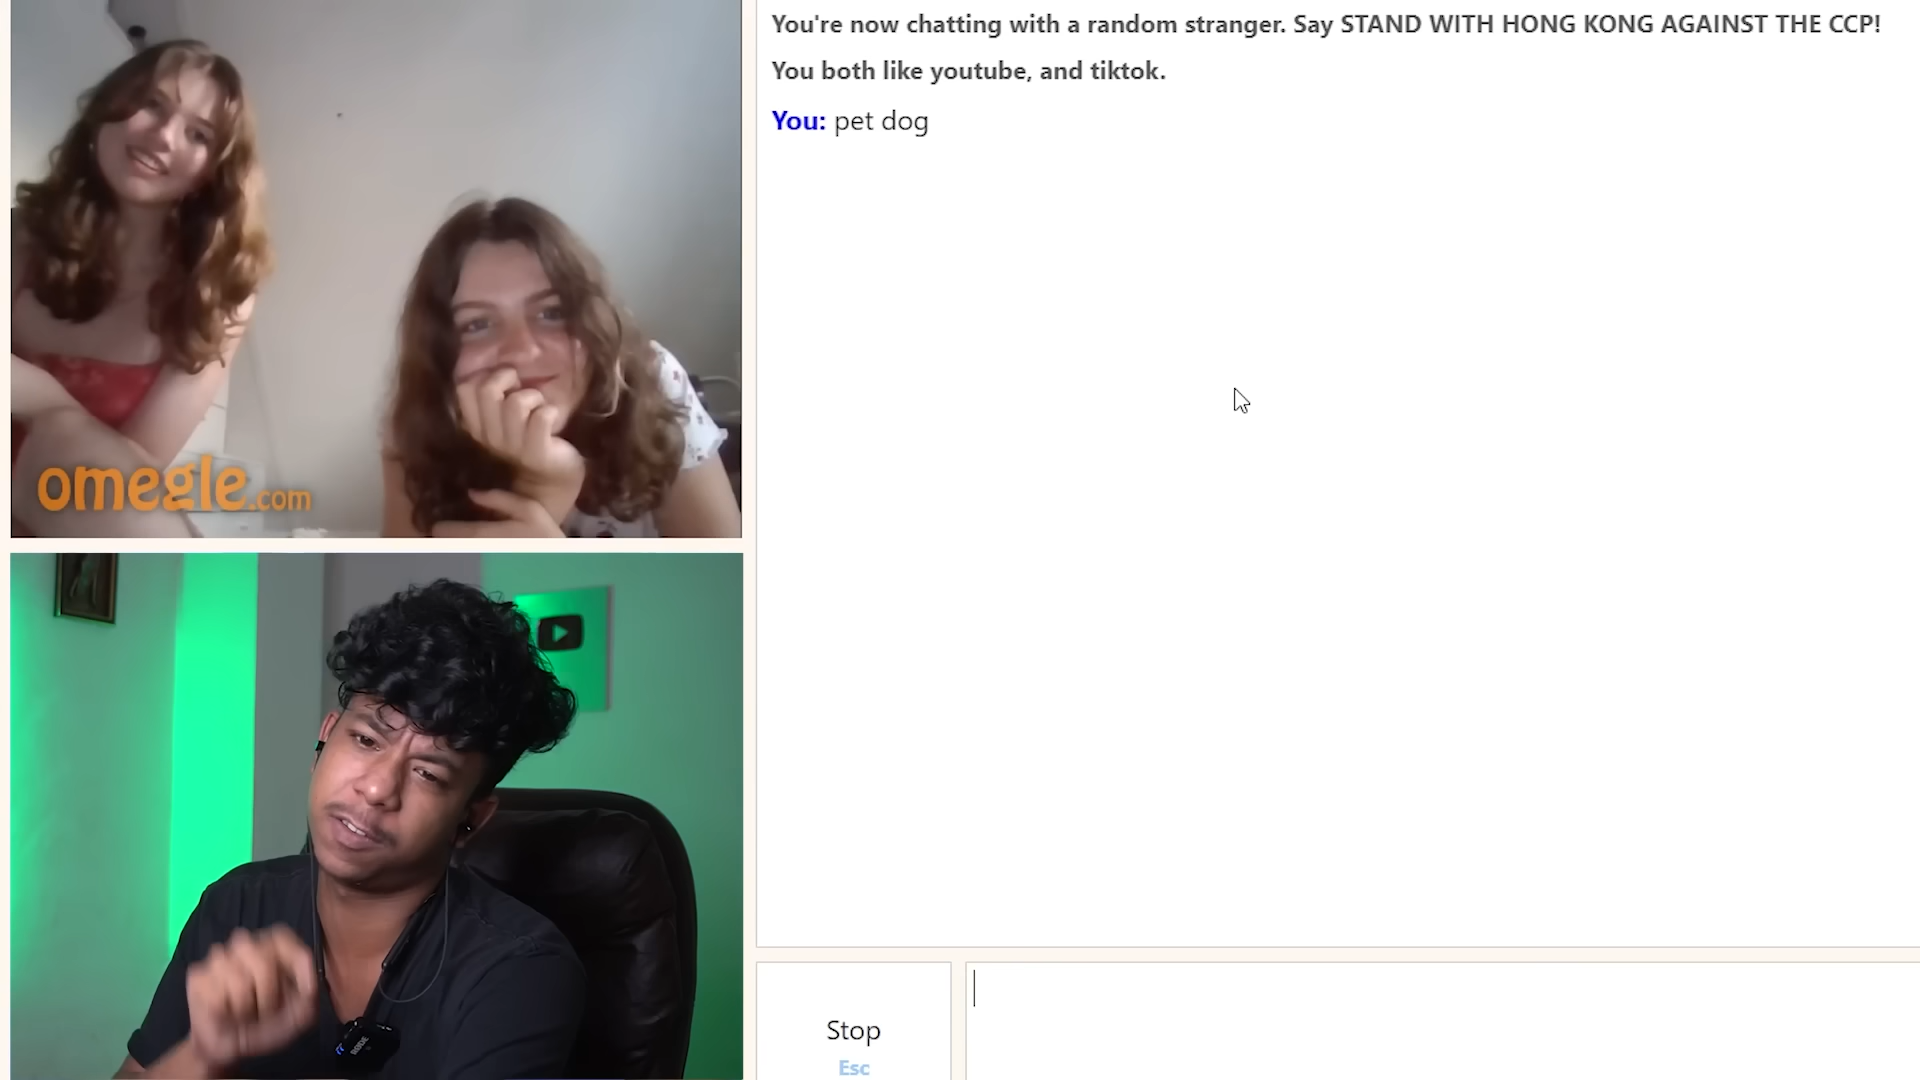 You're now chatting with a random stranger. Say STAND WITH HONG KONG AGAINST THE CCP!
You both like youtube, and tiktok.
You: pet dog
omegle.com
RODE
Stop
Esc